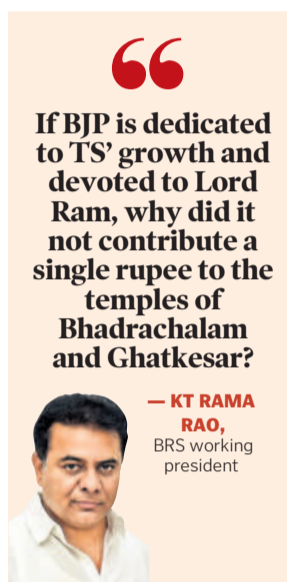 If BJP is dedicated
to TS’ growth and
devoted to Lord
Ram, why did it
not contribute a
single rupee to the
temples of
Bhadrachalam
and Ghatkesar?
— KT RAMA
RAO,
BRS working
president